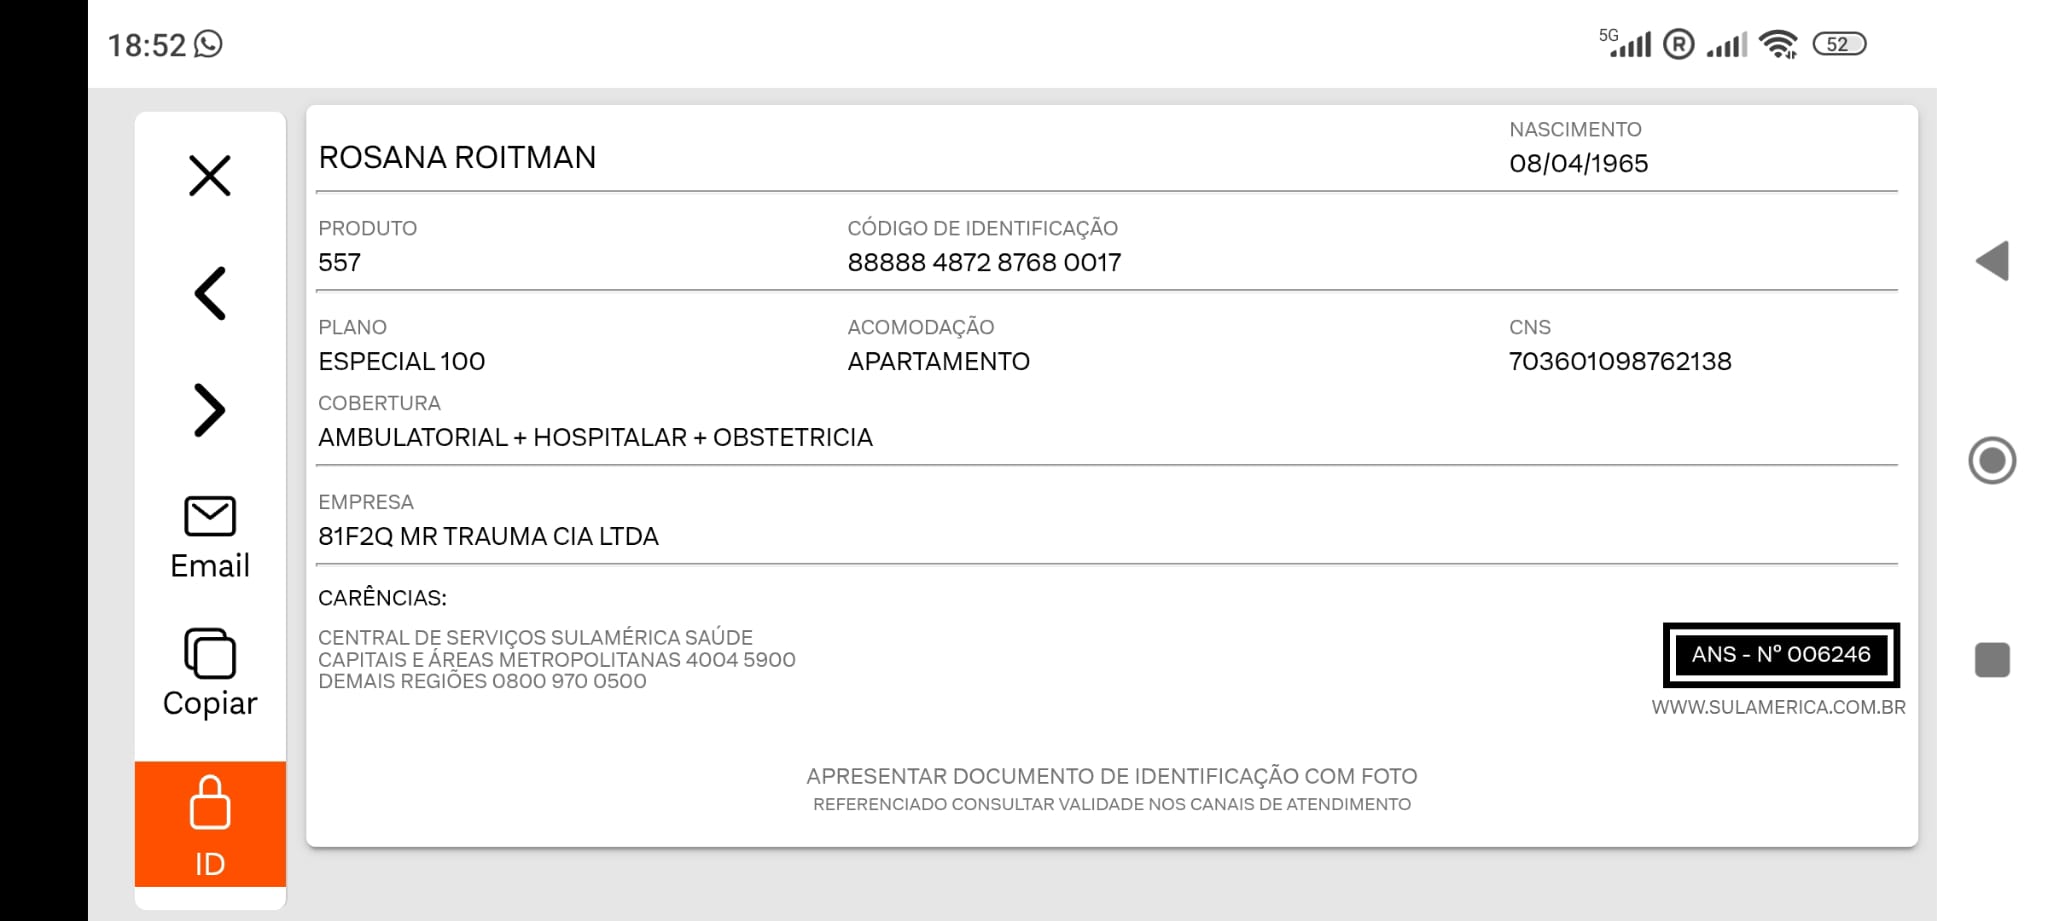 18:52
5G
R
52
ROSANA ROITMAN
NASCIMENTO
08/04/1965
PRODUTO
557
CÓDIGO DE IDENTIFICAÇÃO
88888 4872 8768 0017
PLANO
ESPECIAL 100
ACOMODAÇÃO
APARTAMENTO
CNS
703601098762138
COBERTURA
AMBULATORIAL + HOSPITALAR + OBSTETRICIA
EMPRESA
81F2Q MR TRAUMA CIA LTDA
CARÊNCIAS:
CENTRAL DE SERVIÇOS SULAMÉRICA SAÚDE
CAPITAIS E ÁREAS METROPOLITANAS 4004 5900
DEMAIS REGIÕES 0800 970 0500
ANS - Nº 006246
WWW.SULAMERICA.COM.BR
APRESENTAR DOCUMENTO DE IDENTIFICAÇÃO COM FOTO
REFERENCIADO CONSULTAR VALIDADE NOS CANAIS DE ATENDIMENTO
Email
Copiar
ID